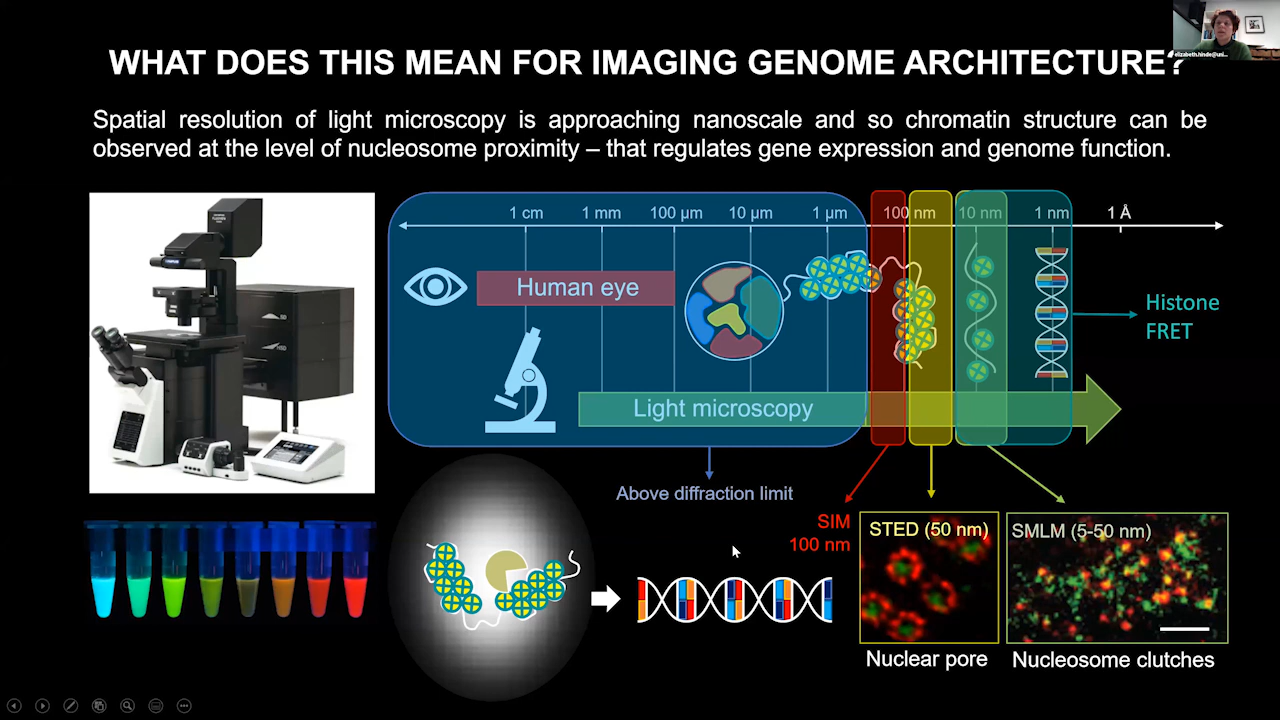 WHAT DOES THIS MEAN FOR IMAGING GENOME ARCHITECTURE?
elizabeth.hinde@uni...
Spatial resolution of light microscopy is approaching nanoscale and so chromatin structure can be
observed at the level of nucleosome proximity – that regulates gene expression and genome function.
1 cm 1 mm 100 µm 10 µm 1 µm 100 nm 10 nm 1 nm 1 Å
Human eye
Histone
FRET
Light microscopy
Above diffraction limit
SIM
100 nm
STED (50 nm)
SMLM (5-50 nm)
Nuclear pore
Nucleosome clutches